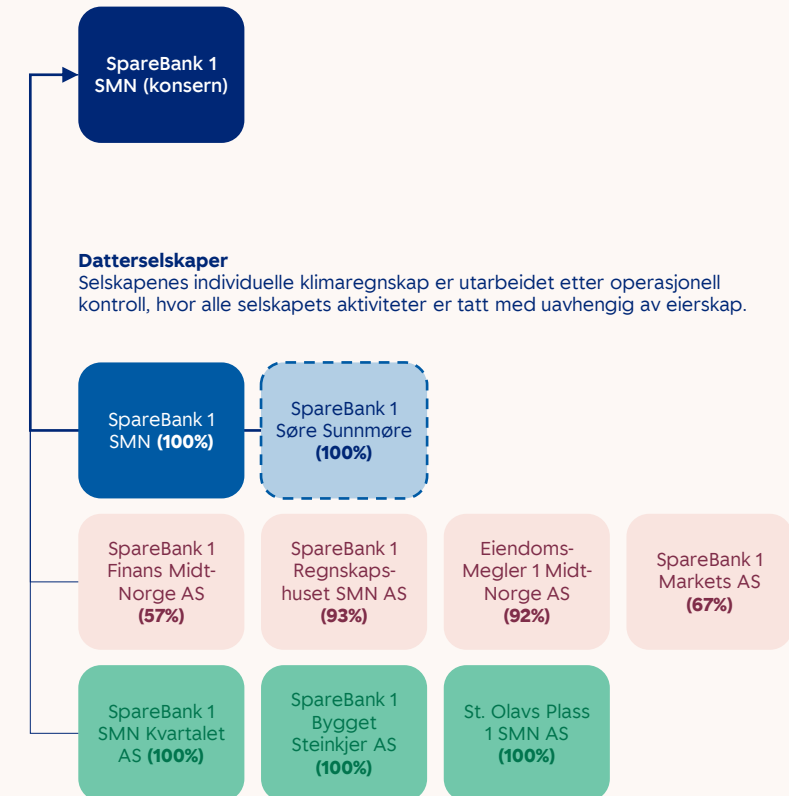 SpareBank 1
SMN (konsern)
Datterselskaper
Selskapenes individuelle klimaregnskap er utarbeidet etter operasjonell
kontroll, hvor alle selskapets aktiviteter er tatt med uavhengig av eierskap.
SpareBank 1
SMN (100%)
SpareBank 1
Søre Sunnmøre
(100%)
SpareBank 1
Finans Midt-
Norge AS
(57%)
SpareBank 1
Regnskaps-
huset SMN AS
(93%)
Eiendoms-
Megler 1 Midt-
Norge AS
(92%)
SpareBank 1
Markets AS
(67%)
SpareBank 1
SMN Kvartalet
AS (100%)
SpareBank 1
Bygget
Steinkjer AS
(100%)
St. Olavs Plass
1 SMN AS
(100%)